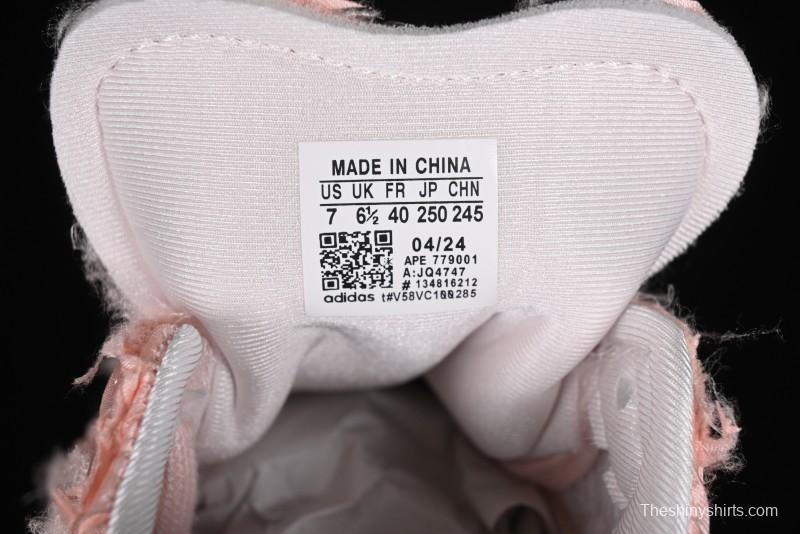 MADE IN CHINA
US UK FR JP CHN
7 6½ 40 250 245
04/24
APE 779001
A:JQ4747
# 134816212
adidas t#V58VC100285
Theshinyshirts.com